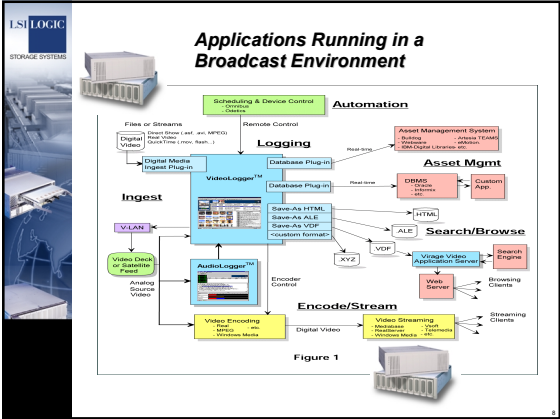 LSI LOGIC
STORAGE SYSTEMS
Applications Running in a
Broadcast Environment
Scheduling & Device Control
- Omnibus
- Odetics
Automation
Files or Streams
Direct Show (.asf, .avi, MPEG)
Real Video
QuickTime (.mov, flash...)
Remote Control
Logging
Digital
Video
Digital Media
Ingest Plug-in
VideoLogger™
Database Plug-in
Real-time
Asset Management System
- Bulldog - Artesia TEAMS
- Webware - eMotion
- IBM-Digital Libraries etc.
Asset Mgmt
Database Plug-in
Real-time
DBMS
- Oracle
- Informix
- etc.
Custom
App.
Ingest
Save-As HTML
Save-As ALE
Save-As VDF
<custom format>
.HTML
.ALE
Search/Browse
V-LAN
.VDF
.XYZ
Video Deck
or Satellite
Feed
AudioLogger™
Virage Video
Application Server
Search
Engine
Web
Server
Browsing
Clients
Analog
Source
Video
Encoder
Control
Encode/Stream
Video Encoding
- Real - etc.
- MPEG
- Windows Media
Digital Video
Video Streaming
- Mediabase - Vsoft
- RealServer - Telemedia
- Windows Media - etc.
Streaming
Clients
Figure 1
8